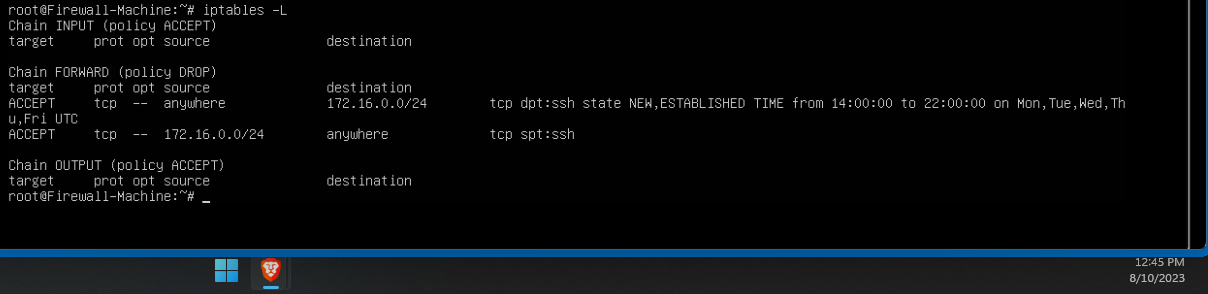 root@Firewall-Machine:~# iptables -L
Chain INPUT (policy ACCEPT)
target     prot opt source               destination
Chain FORWARD (policy DROP)
target     prot opt source               destination
ACCEPT     tcp  --  anywhere             172.16.0.0/24        tcp dpt:ssh state NEW,ESTABLISHED TIME from 14:00:00 to 22:00:00 on Mon,Tue,Wed,Th
u,Fri UTC
ACCEPT     tcp  --  172.16.0.0/24        anywhere             tcp spt:ssh
Chain OUTPUT (policy ACCEPT)
target     prot opt source               destination
root@Firewall-Machine:~# _
12:45 PM
8/10/2023